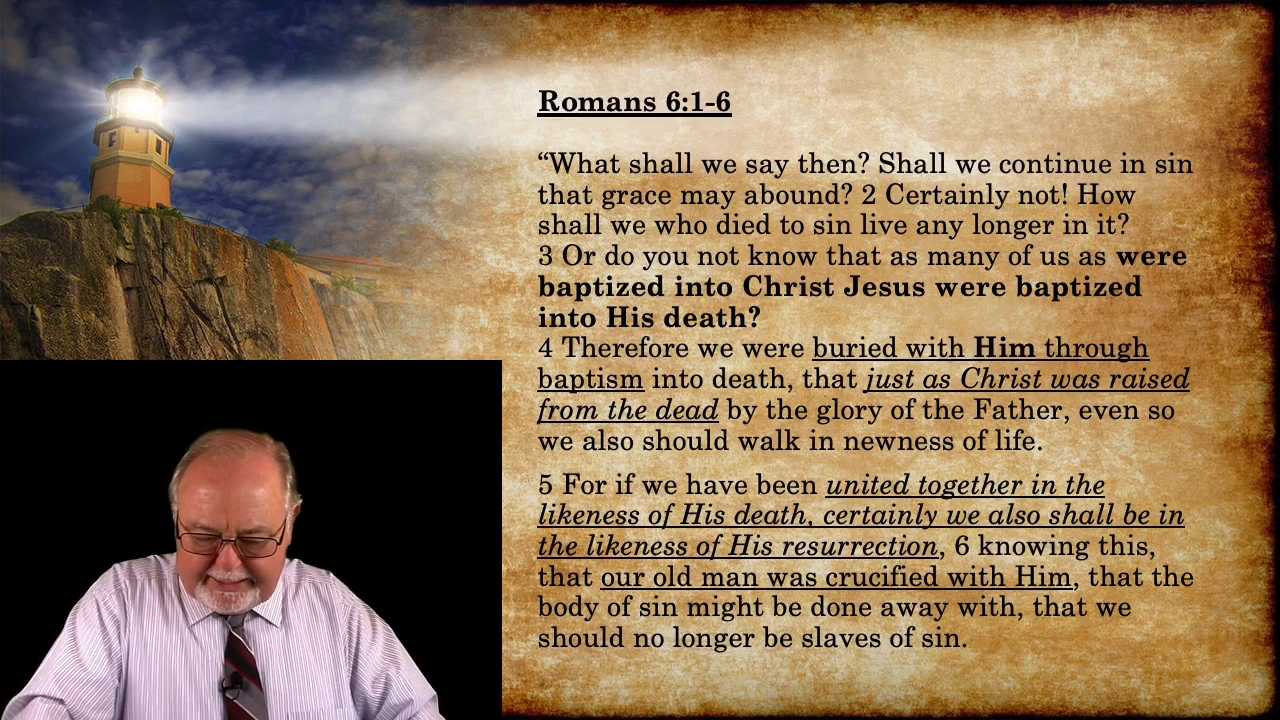 Romans 6:1-6
“What shall we say then? Shall we continue in sin
that grace may abound? 2 Certainly not! How
shall we who died to sin live any longer in it?
3 Or do you not know that as many of us as were
baptized into Christ Jesus were baptized
into His death?
4 Therefore we were buried with Him through
baptism into death, that just as Christ was raised
from the dead by the glory of the Father, even so
we also should walk in newness of life.
5 For if we have been united together in the
likeness of His death, certainly we also shall be in
the likeness of His resurrection, 6 knowing this,
that our old man was crucified with Him, that the
body of sin might be done away with, that we
should no longer be slaves of sin.